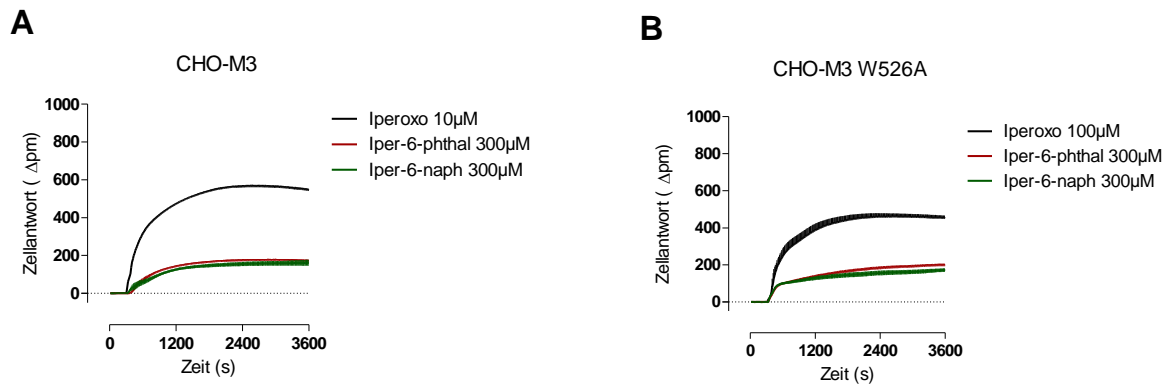 A
CHO-M3
1000
800
600
400
200
0
Zellantwort ( Δpm)
0 1200 2400 3600
Zeit (s)
Iperoxo 10µM
Iper-6-phthal 300µM
Iper-6-naph 300µM
B
CHO-M3 W526A
1000
800
600
400
200
0
Zellantwort ( Δpm)
0 1200 2400 3600
Zeit (s)
Iperoxo 100µM
Iper-6-phthal 300µM
Iper-6-naph 300µM